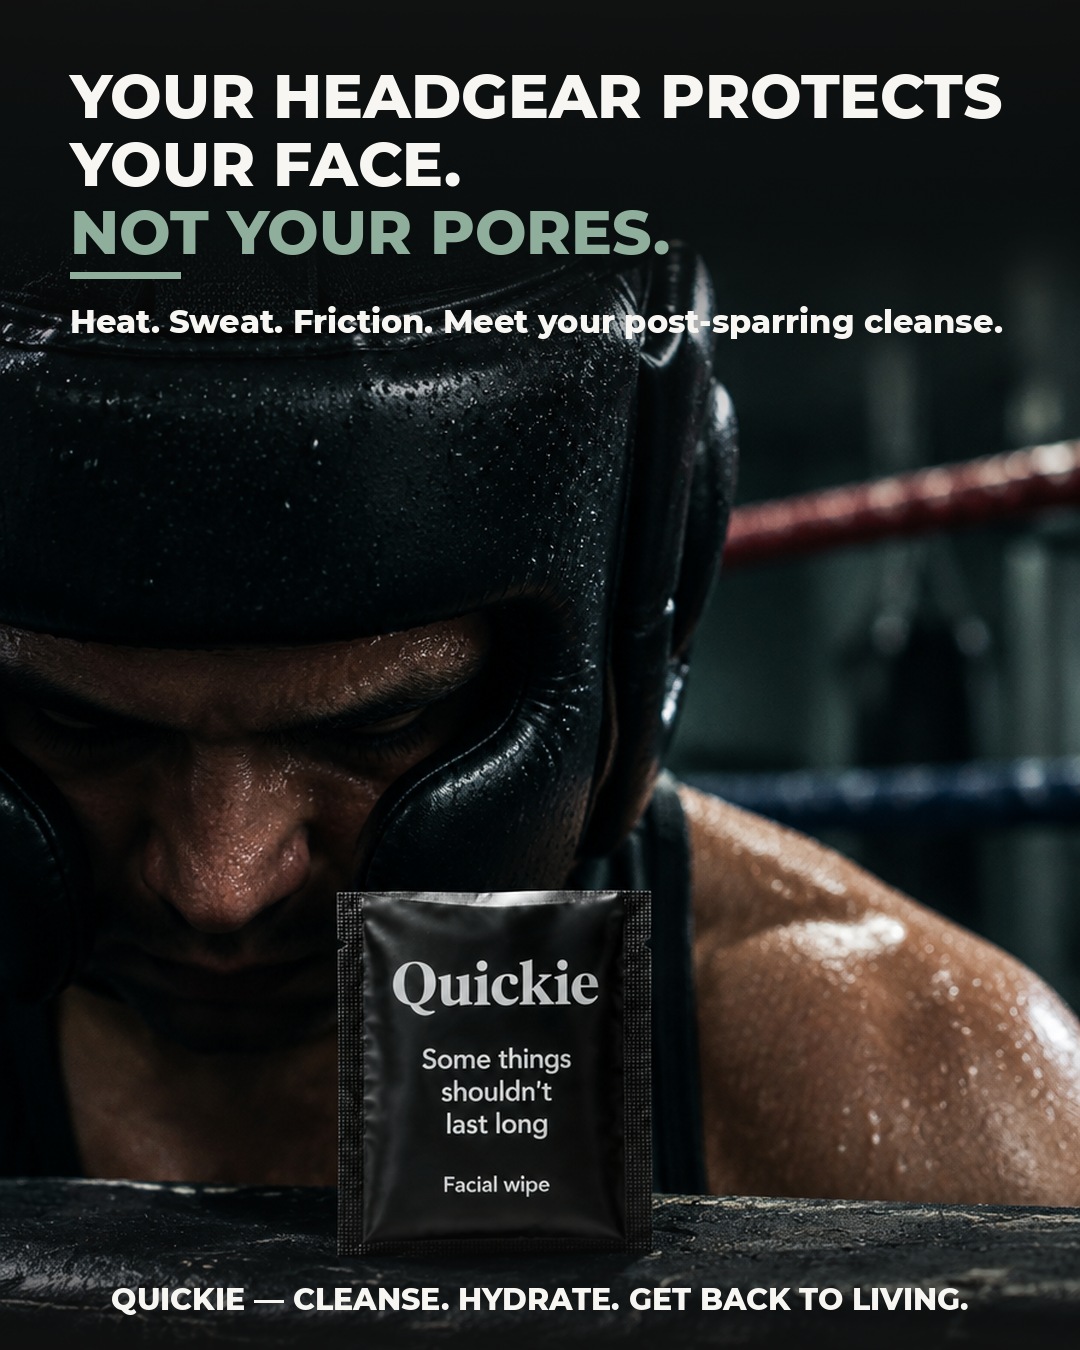 YOUR HEADGEAR PROTECTS
YOUR FACE.
NOT YOUR PORES.
Heat. Sweat. Friction. Meet your post-sparring cleanse.
Quickie
Some things
shouldn't
last long
Facial wipe
QUICKIE — CLEANSE. HYDRATE. GET BACK TO LIVING.